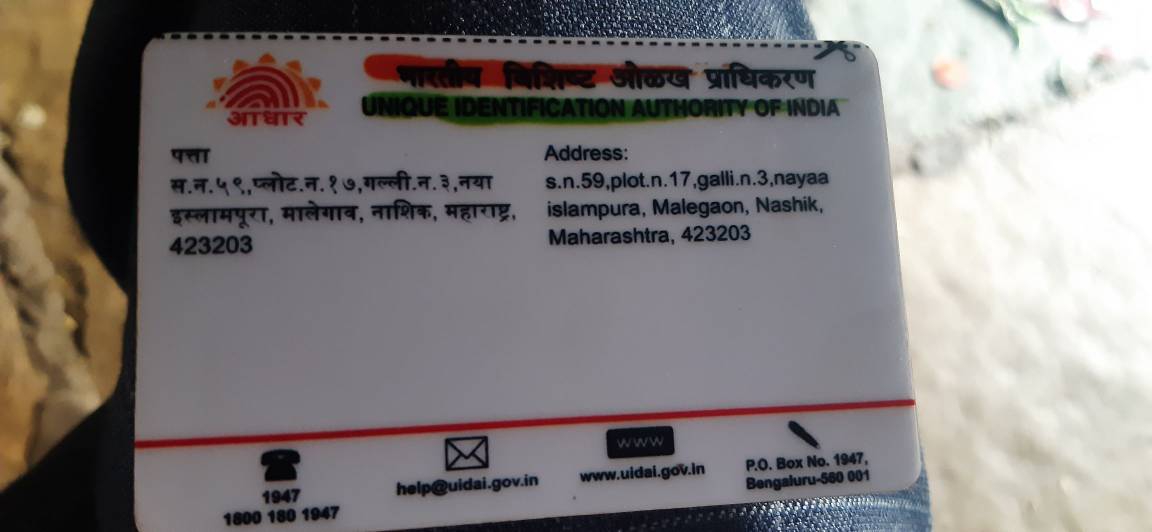 भारतीय विशिष्ट ओळख प्राधिकरण
UNIQUE IDENTIFICATION AUTHORITY OF INDIA
आधार
पत्ता
स.न.५९,प्लोट.न.१७,गल्ली.न.३,नया
इस्लामपूरा, मालेगाव, नाशिक, महाराष्ट्र,
423203
Address:
s.n.59,plot.n.17,galli.n.3,nayaa
islampura, Malegaon, Nashik,
Maharashtra, 423203
1947
1800 180 1947
help@uidai.gov.in
www
www.uidai.gov.in
P.O. Box No. 1947,
Bengaluru-560 001